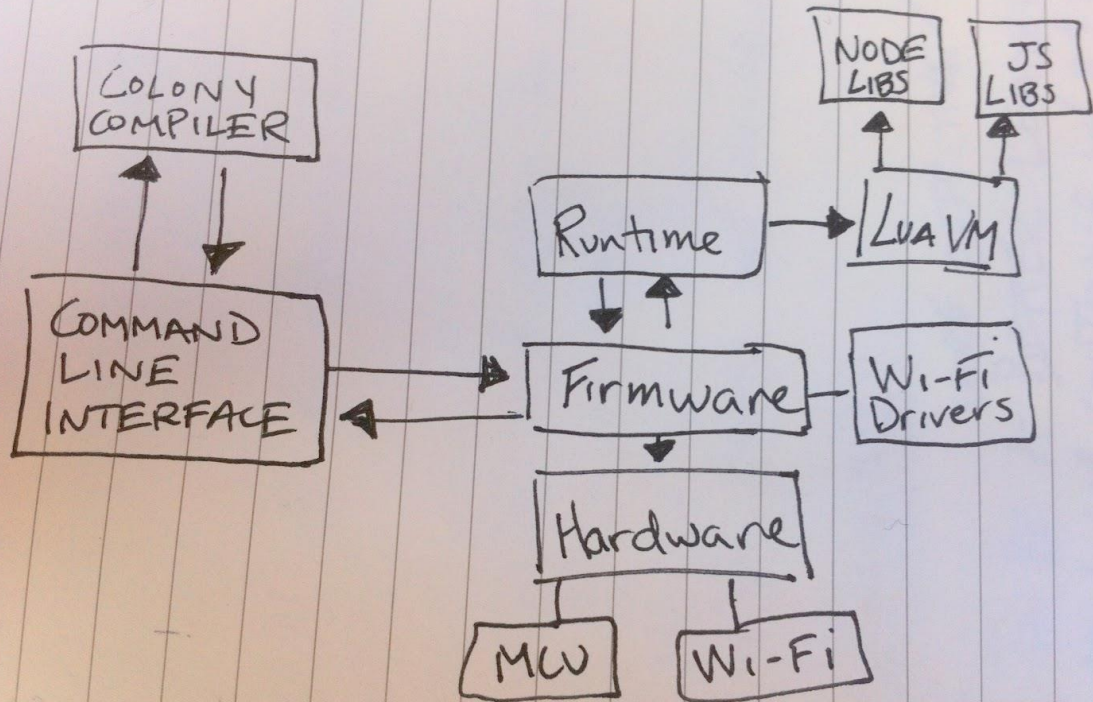 COLONY
COMPILER
NODE
LIBS
JS
LIBS
Runtime
LUA VM
COMMAND
LINE
INTERFACE
Firmware
Wi-Fi
Drivers
Hardware
MCU
Wi-Fi